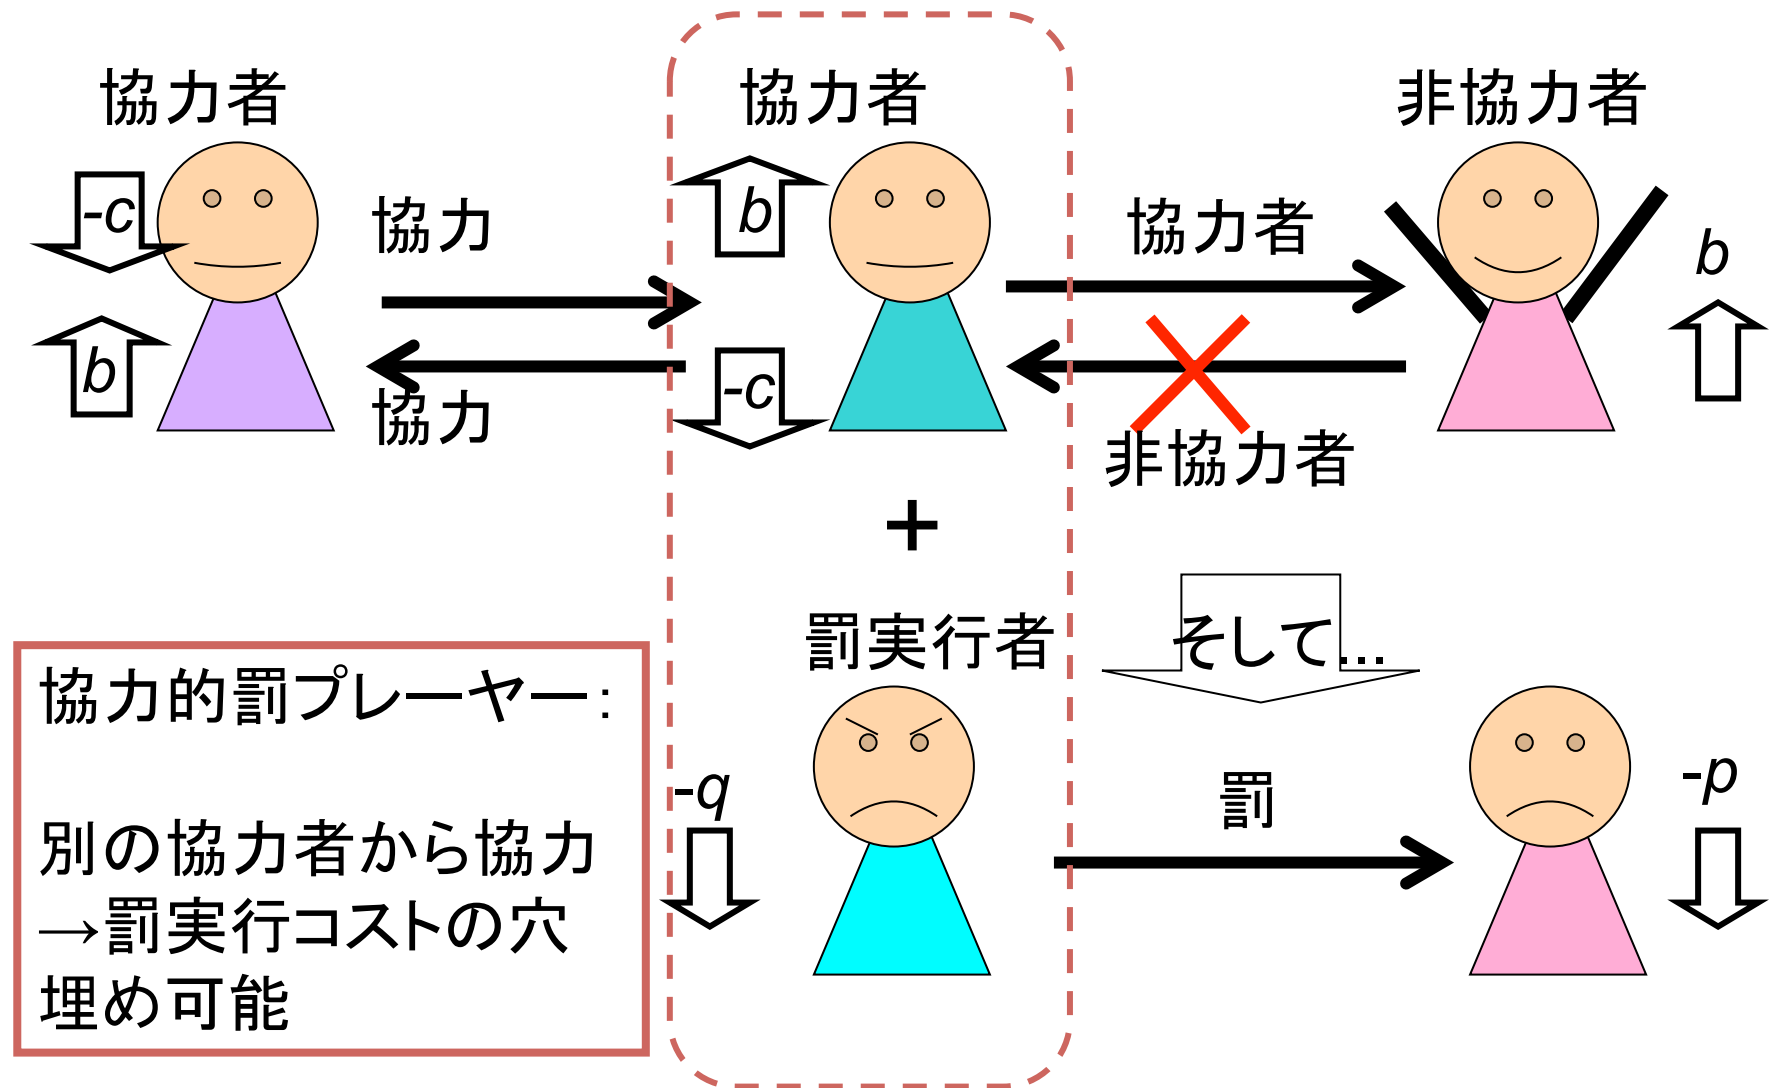 協力者
協力者
非協力者
-c
b
協力
協力
b
-c
協力者
非協力者
b
+
罰実行者
そして...
協力的罰プレーヤー：
別の協力者から協力
→罰実行コストの穴
埋め可能
-q
罰
-p